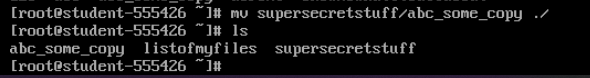 [root@student-555426 ~]# mv supersecretstuff/abc_some_copy ./
[root@student-555426 ~]# ls
abc_some_copy  listofmyfiles  supersecretstuff
[root@student-555426 ~]#